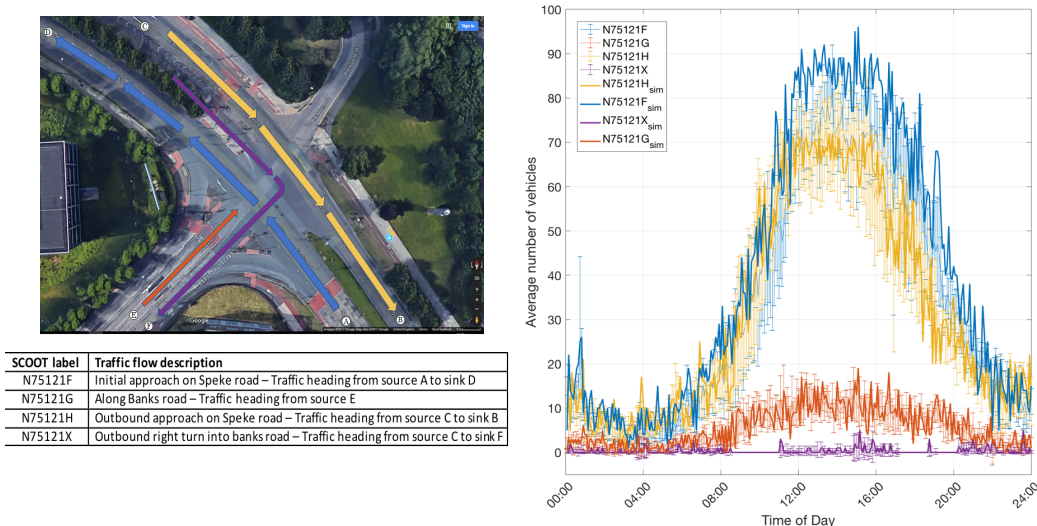 D
C
Sign in
E
F
A
B
Google
SCOOT label Traffic flow description
N75121F Initial approach on Speke road – Traffic heading from source A to sink D
N75121G Along Banks road – Traffic heading from source E
N75121H Outbound approach on Speke road – Traffic heading from source C to sink B
N75121X Outbound right turn into banks road – Traffic heading from source C to sink F
100
90
80
70
60
50
40
30
20
10
0
Average number of vehicles
N75121F
N75121G
N75121H
N75121X
N75121Hsim
N75121Fsim
N75121Xsim
N75121Gsim
00:00 04:00 08:00 12:00 16:00 20:00 24:00
Time of Day